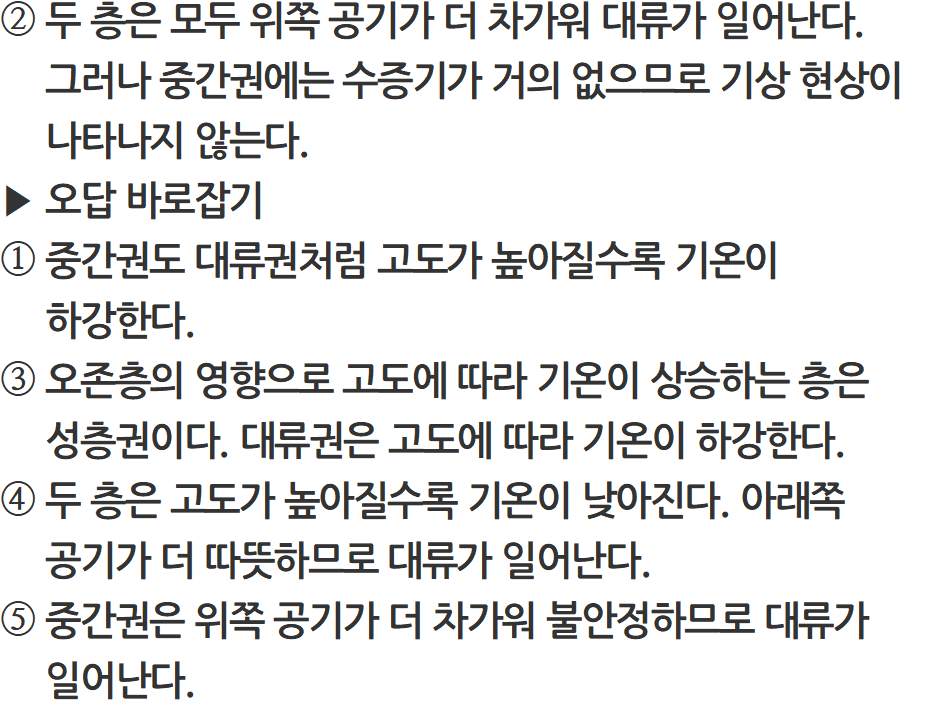 ② 두 층은 모두 위쪽 공기가 더 차가워 대류가 일어난다.
그러나 중간권에는 수증기가 거의 없으므로 기상 현상이
나타나지 않는다.
▶ 오답 바로잡기
① 중간권도 대류권처럼 고도가 높아질수록 기온이
하강한다.
③ 오존층의 영향으로 고도에 따라 기온이 상승하는 층은
성층권이다. 대류권은 고도에 따라 기온이 하강한다.
④ 두 층은 고도가 높아질수록 기온이 낮아진다. 아래쪽
공기가 더 따뜻하므로 대류가 일어난다.
⑤ 중간권은 위쪽 공기가 더 차가워 불안정하므로 대류가
일어난다.